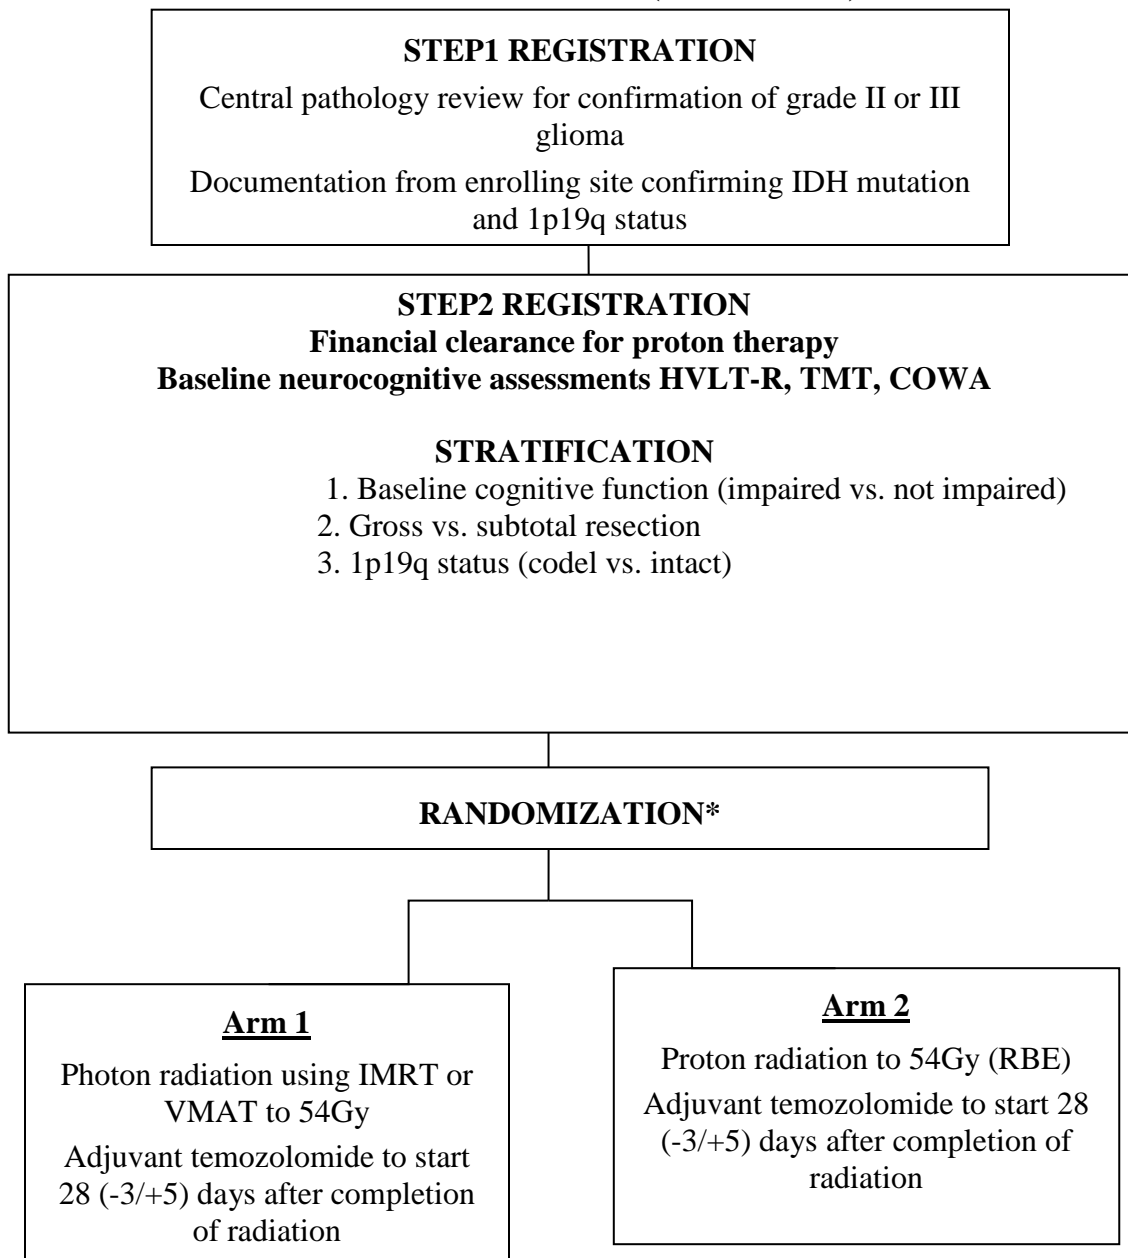 STEP1 REGISTRATION
Central pathology review for confirmation of grade II or III
glioma
Documentation from enrolling site confirming IDH mutation
and 1p19q status
STEP2 REGISTRATION
Financial clearance for proton therapy
Baseline neurocognitive assessments HVLT-R, TMT, COWA
STRATIFICATION
1. Baseline cognitive function (impaired vs. not impaired)
2. Gross vs. subtotal resection
3. 1p19q status (codel vs. intact)
RANDOMIZATION*
Arm 1
Photon radiation using IMRT or
VMAT to 54Gy
Adjuvant temozolomide to start
28 (-3/+5) days after completion
of radiation
Arm 2
Proton radiation to 54Gy (RBE)
Adjuvant temozolomide to start 28
(-3/+5) days after completion of
radiation